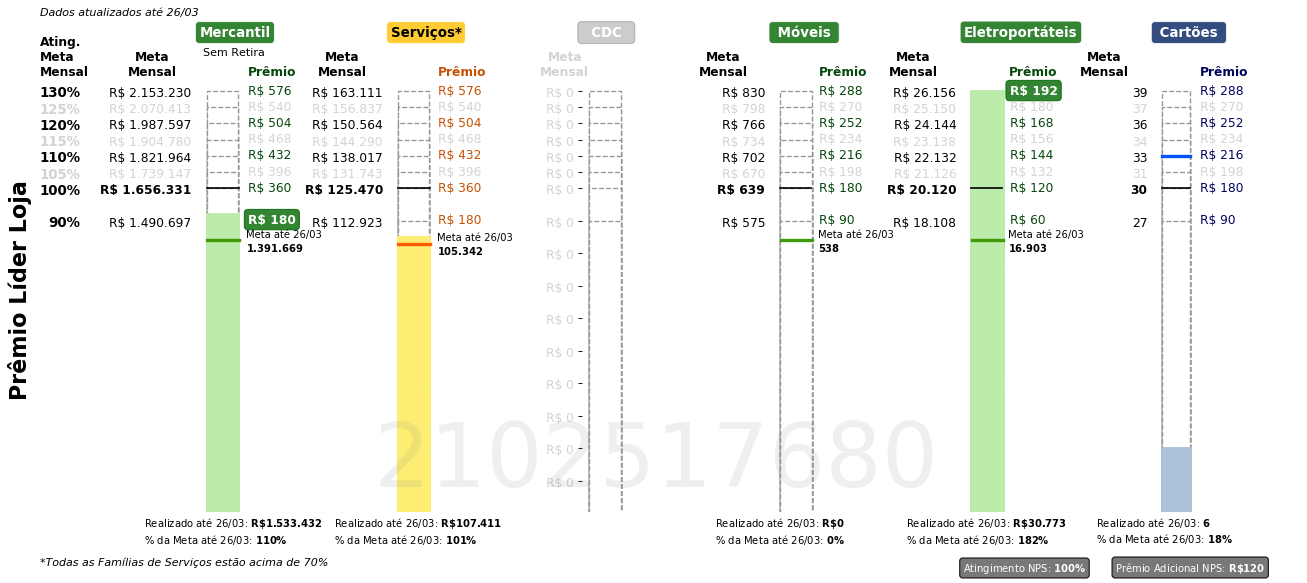 Dados atualizados até 26/03
Mercantil Serviços* CDC Móveis Eletroportáteis Cartões
Sem Retira
Ating. Meta Mensal Meta Mensal Prêmio Meta Mensal Prêmio Meta Mensal Meta Mensal Prêmio Meta Mensal Prêmio Meta Mensal Prêmio
130% R$ 2.153.230 R$ 576 R$ 163.111 R$ 576 R$ 0 R$ 830 R$ 288 R$ 26.156 R$ 192 39 R$ 288
125% R$ 2.070.413 R$ 540 R$ 156.837 R$ 540 R$ 0 R$ 798 R$ 270 R$ 25.150 R$ 180 37 R$ 270
120% R$ 1.987.597 R$ 504 R$ 150.564 R$ 504 R$ 0 R$ 766 R$ 252 R$ 24.144 R$ 168 36 R$ 252
115% R$ 1.904.780 R$ 468 R$ 144.290 R$ 468 R$ 0 R$ 734 R$ 234 R$ 23.138 R$ 156 34 R$ 234
110% R$ 1.821.964 R$ 432 R$ 138.017 R$ 432 R$ 0 R$ 702 R$ 216 R$ 22.132 R$ 144 33 R$ 216
105% R$ 1.739.147 R$ 396 R$ 131.743 R$ 396 R$ 0 R$ 670 R$ 198 R$ 21.126 R$ 132 31 R$ 198
100% R$ 1.656.331 R$ 360 R$ 125.470 R$ 360 R$ 0 R$ 639 R$ 180 R$ 20.120 R$ 120 30 R$ 180
90% R$ 1.490.697 R$ 180 R$ 112.923 R$ 180 R$ 0 R$ 575 R$ 90 R$ 18.108 R$ 60 27 R$ 90
Meta até 26/03 Meta até 26/03 Meta até 26/03 Meta até 26/03
1.391.669 105.342 538 16.903
R$ 0
R$ 0
R$ 0
R$ 0
R$ 0
R$ 0
R$ 0
R$ 0
Prêmio Líder Loja
2102517680
Realizado até 26/03: R$1.533.432 Realizado até 26/03: R$107.411 Realizado até 26/03: R$0 Realizado até 26/03: R$30.773 Realizado até 26/03: 6
% da Meta até 26/03: 110% % da Meta até 26/03: 101% % da Meta até 26/03: 0% % da Meta até 26/03: 182% % da Meta até 26/03: 18%
*Todas as Famílias de Serviços estão acima de 70%
Atingimento NPS: 100% Prêmio Adicional NPS: R$120